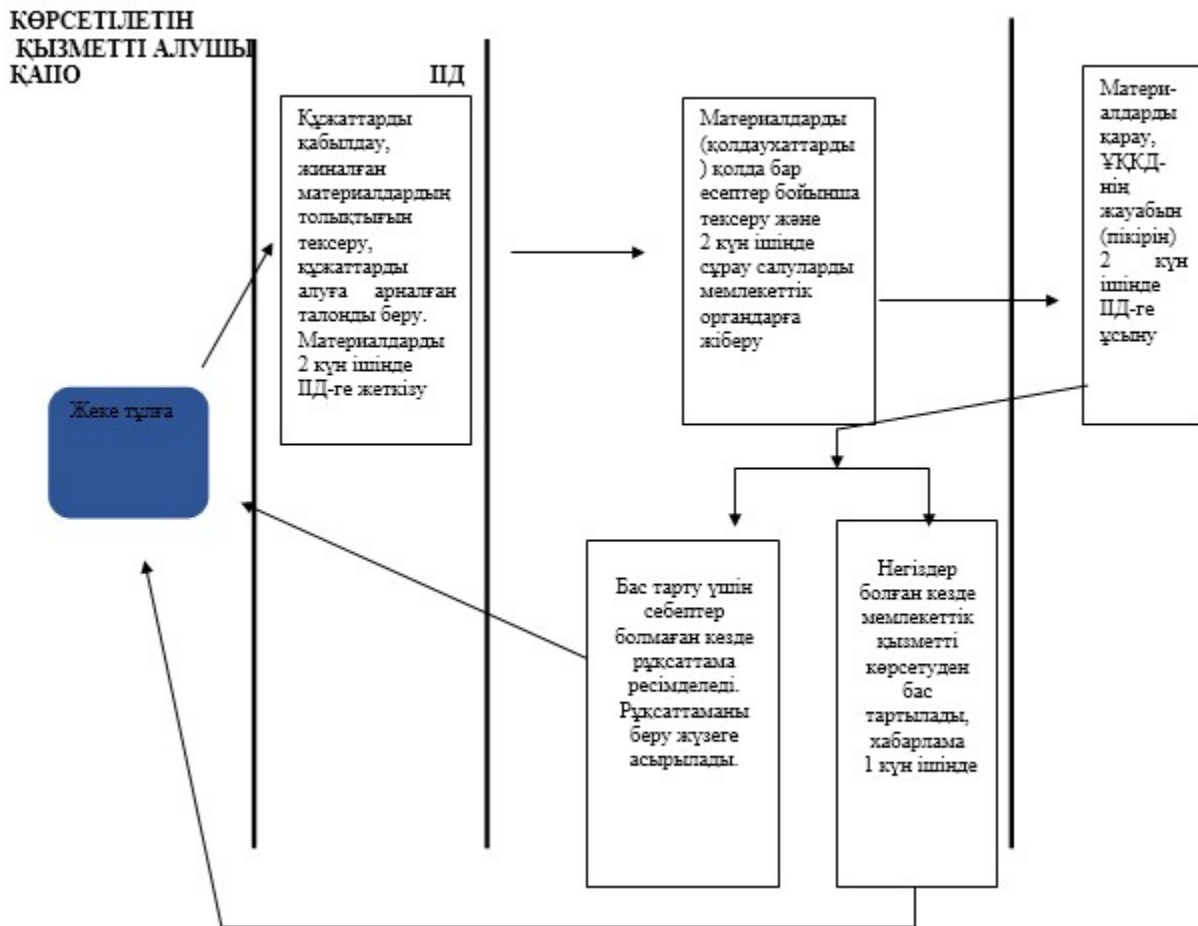 КӨРСЕТІЛЕТІН
ҚЫЗМЕТТІ АЛУШЫ
ҚАПО
ІІД
Жеке тұлға
Құжаттарды
қабылдау,
жиналған
материалдардың
толықтығын
тексеру,
құжаттарды
алуға арналған
талонды беру.
Материалдарды
2 күн ішінде
ІІД-ге жеткізу
Материалдарды
(қолдаухаттарды
) қолда бар
есептер бойынша
тексеру және
2 күн ішінде
сұрау салуларды
мемлекеттік
органдарға
жіберу
Матери-
алдарды
қарау,
ҰҚКД-
нің
жауабын
(пікірін)
2 күн
ішінде
ІІД-ге
ұсыну
Бас тарту үшін
себептер
болмаған кезде
рұқсаттама
ресімделеді.
Рұқсаттаманы
беру жүзеге
асырылады.
Негіздер
болған кезде
мемлекеттік
қызметті
көрсетуден
бас
тартылады,
хабарлама
1 күн ішінде